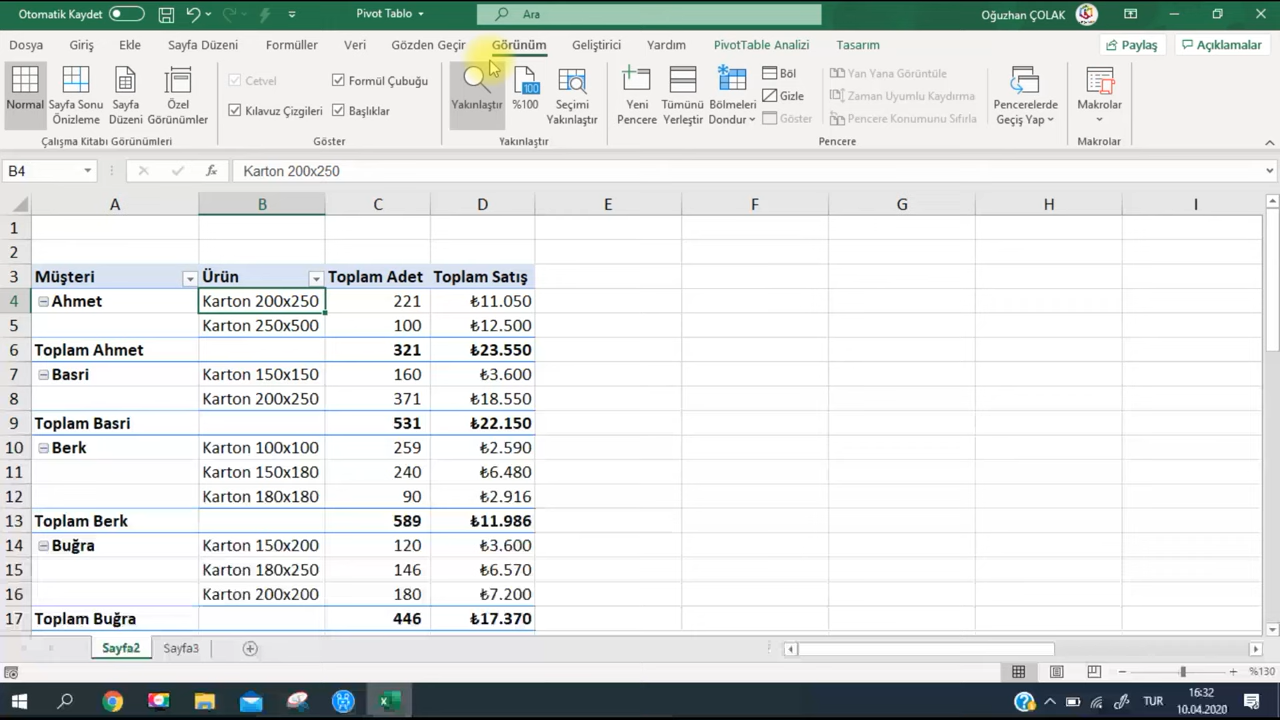 Otomatik Kaydet
Pivot Tablo
Ara
Oğuzhan ÇOLAK
Dosya Giriş Ekle Sayfa Düzeni Formüller Veri Gözden Geçir Görünüm Geliştirici Yardım PivotTable Analizi Tasarım Paylaş Açıklamalar
Normal
Sayfa Sonu Önizleme
Sayfa Düzeni
Özel Görünümler
Çalışma Kitabı Görünümleri
Cetvel
Formül Çubuğu
Kılavuz Çizgileri
Başlıklar
Göster
Yakınlaştır
100
%100
Seçimi Yakınlaştır
Yakınlaştır
Yeni Pencere
Tümünü Yerleştir
Bölmeleri Dondur
Böl
Gizle
Göster
Yan Yana Görüntüle
Zaman Uyumlu Kaydırma
Pencere Konumunu Sıfırla
Pencerelerde Geçiş Yap
Pencere
Makrolar
Makrolar
B4
fx
Karton 200x250
A B C D E F G H I
1
2
3 Müşteri Ürün Toplam Adet Toplam Satış
4 Ahmet Karton 200x250 221 ₺11.050
5 Karton 250x500 100 ₺12.500
6 Toplam Ahmet 321 ₺23.550
7 Basri Karton 150x150 160 ₺3.600
8 Karton 200x250 371 ₺18.550
9 Toplam Basri 531 ₺22.150
10 Berk Karton 100x100 259 ₺2.590
11 Karton 150x180 240 ₺6.480
12 Karton 180x180 90 ₺2.916
13 Toplam Berk 589 ₺11.986
14 Buğra Karton 150x200 120 ₺3.600
15 Karton 180x250 146 ₺6.570
16 Karton 200x200 180 ₺7.200
17 Toplam Buğra 446 ₺17.370
Sayfa2 Sayfa3
%130
TUR
16:32
10.04.2020